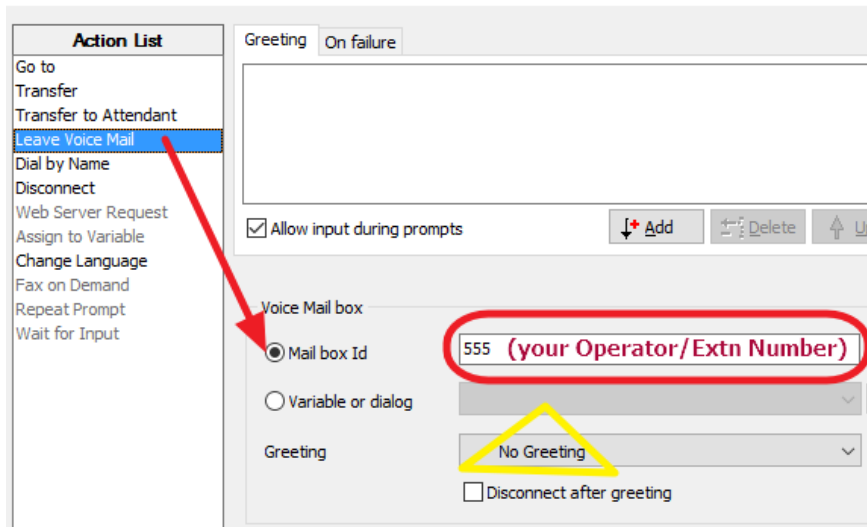 Action List
Go to
Transfer
Transfer to Attendant
Leave Voice Mail
Dial by Name
Disconnect
Web Server Request
Assign to Variable
Change Language
Fax on Demand
Repeat Prompt
Wait for Input
Greeting On failure
Allow input during prompts Add Delete U
Voice Mail box
Mail box Id 555 (your Operator/Extn Number)
Variable or dialog
Greeting No Greeting
Disconnect after greeting